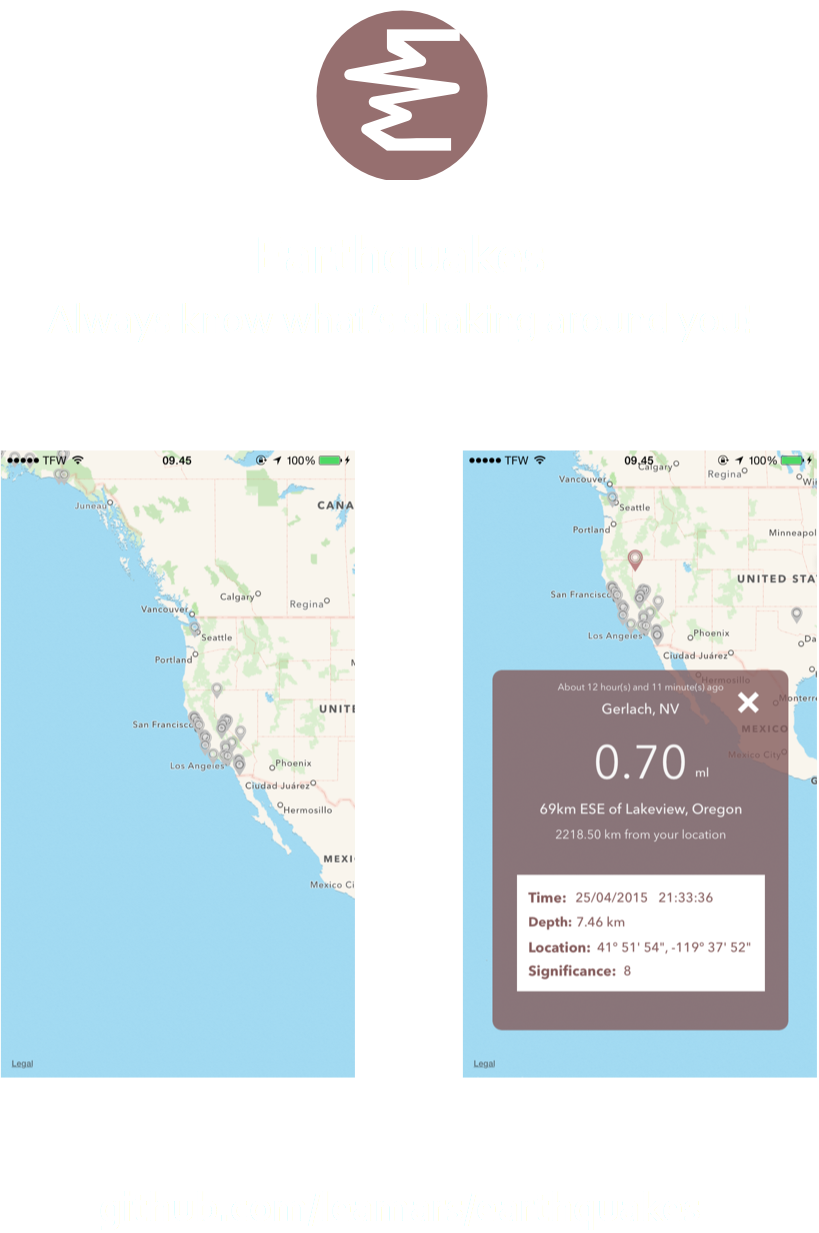 TFW 09.45 100%
Juneau
CANA
Calgary
Regina
Vancouver
Seattle
Portland
UNITE
San Francisco
Los Angeles
Phoenix
Ciudad Juárez
Hermosillo
MEXI
Mexico Ci
Legal
TFW 09.45 100%
Calgary
Regina
Vancouver
Wi
Seattle
Portland
Minneapol
UNITED STA
San Francisco
Los Angeles
Phoenix
Da
Ciudad Juárez
Hermosillo
Monterre
MEXICO
Mexico City
G
About 12 hour(s) and 11 minute(s) ago
Gerlach, NV
0.70 ml
69km ESE of Lakeview, Oregon
2218.50 km from your location
Time: 25/04/2015 21:33:36
Depth: 7.46 km
Location: 41° 51' 54", -119° 37' 52"
Significance: 8
Legal